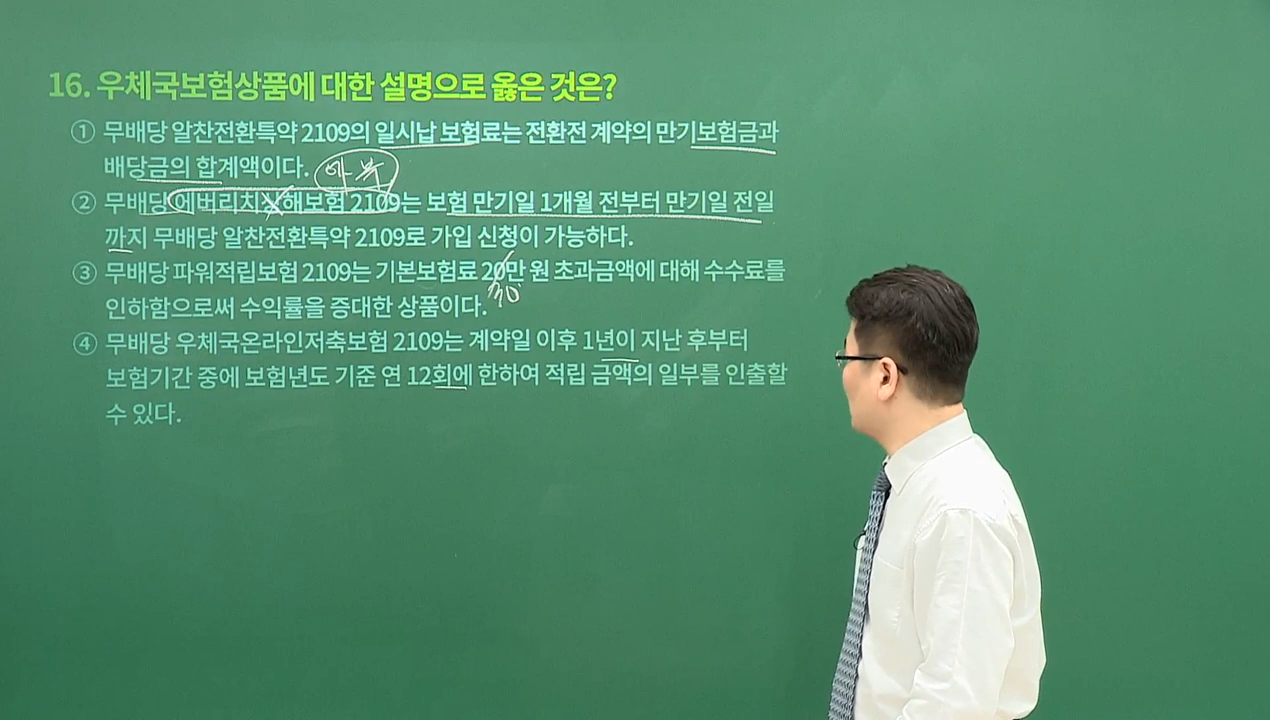 16. 우체국보험상품에 대한 설명으로 옳은 것은?
① 무배당 알찬전환특약 2109의 일시납 보험료는 전환전 계약의 만기보험금과
배당금의 합계액이다.
② 무배당 에버리치상해보험 2109는 보험 만기일 1개월 전부터 만기일 전일
까지 무배당 알찬전환특약 2109로 가입 신청이 가능하다.
③ 무배당 파워적립보험 2109는 기본보험료 20만 원 초과금액에 대해 수수료를
30
인하함으로써 수익률을 증대한 상품이다.
④ 무배당 우체국온라인저축보험 2109는 계약일 이후 1년이 지난 후부터
보험기간 중에 보험년도 기준 연 12회에 한하여 적립 금액의 일부를 인출할
수 있다.